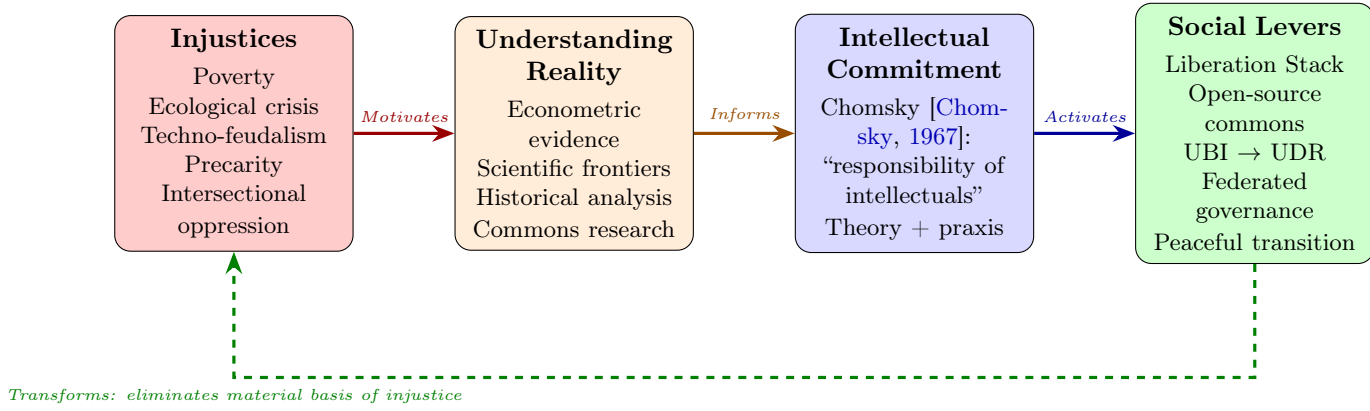 Injustices
Poverty
Ecological crisis
Techno-feudalism
Precarity
Intersectional
oppression
Motivates
Understanding
Reality
Econometric
evidence
Scientific frontiers
Historical analysis
Commons research
Informs
Intellectual
Commitment
Chomsky [Chom-
sky, 1967]:
“responsibility of
intellectuals”
Theory + praxis
Activates
Social Levers
Liberation Stack
Open-source
commons
UBI → UDR
Federated
governance
Peaceful transition
Transforms: eliminates material basis of injustice